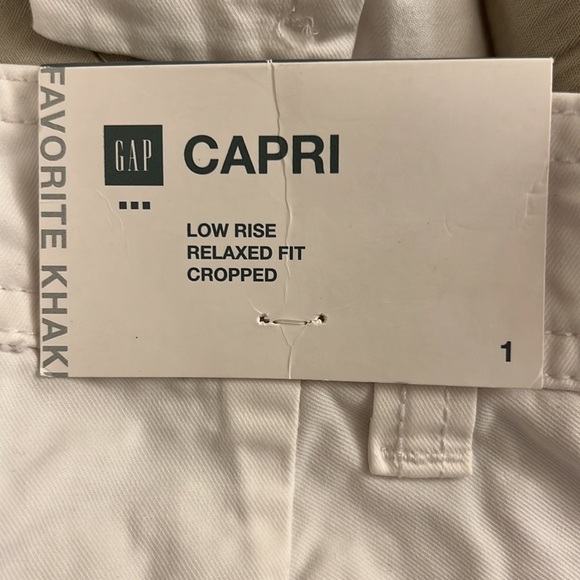 FAVORITE KHAKI
GAP
CAPRI
LOW RISE
RELAXED FIT
CROPPED
1